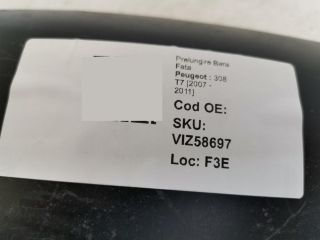 Prelungire Bara
Fata
Peugeot : 308
T7 [2007 -
2011]
Cod OE:
SKU:
VIZ58697
Loc: F3E